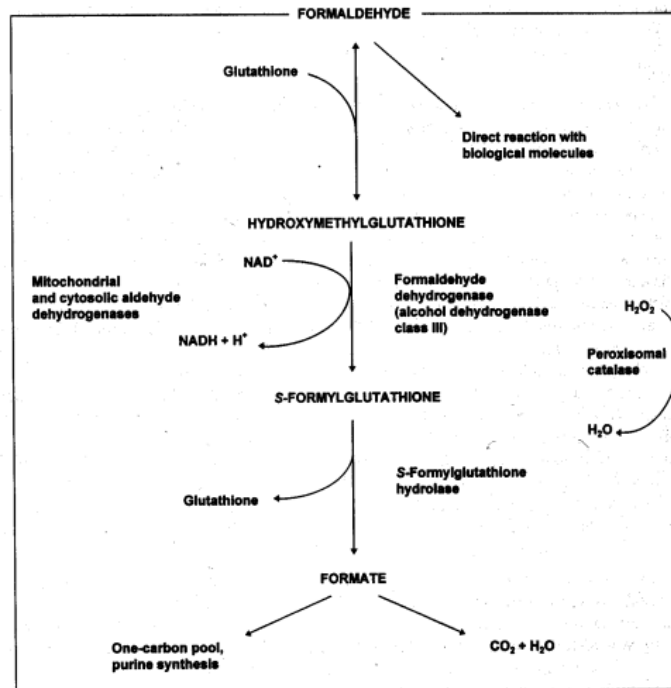 FORMALDEHYDE
Glutathione
Direct reaction with
biological molecules
HYDROXYMETHYLGLUTATHIONE
NAD+
Mitochondrial
and cytosolic aldehyde
dehydrogenases
Formaldehyde
dehydrogenase
(alcohol dehydrogenase
class III)
NADH + H+
H2O2
Peroxisomal
catalase
S-FORMYLGLUTATHIONE
H2O
Glutathione
S-Formylglutathione
hydrolase
FORMATE
One-carbon pool,
purine synthesis
CO2 + H2O